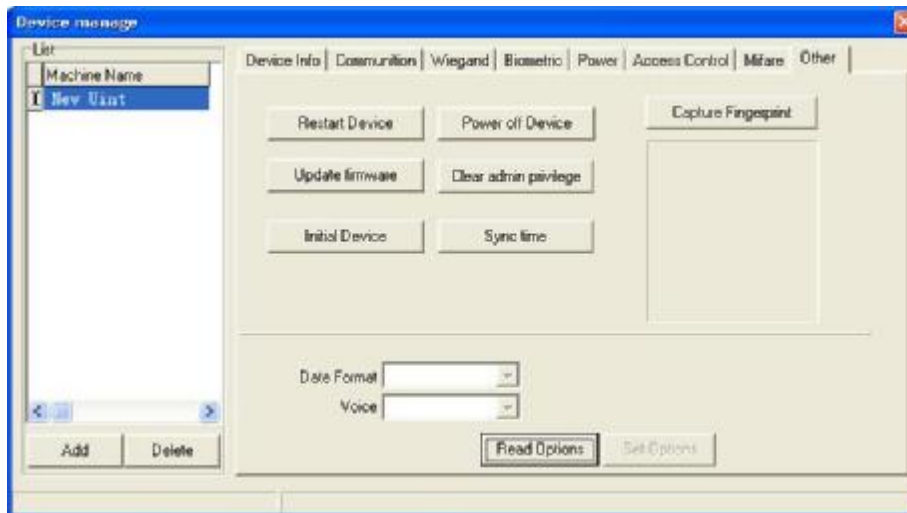 Device manage
List
Machine Name
New Uint
Add
Delete
Device Info
Communition
Wiegand
Biometric
Power
Access Control
Mifare
Other
Restart Device
Power off Device
Capture Fingerprint
Update firmware
Clear admin privilege
Initial Device
Sync time
Date Format
Voice
Read Options
Set Options